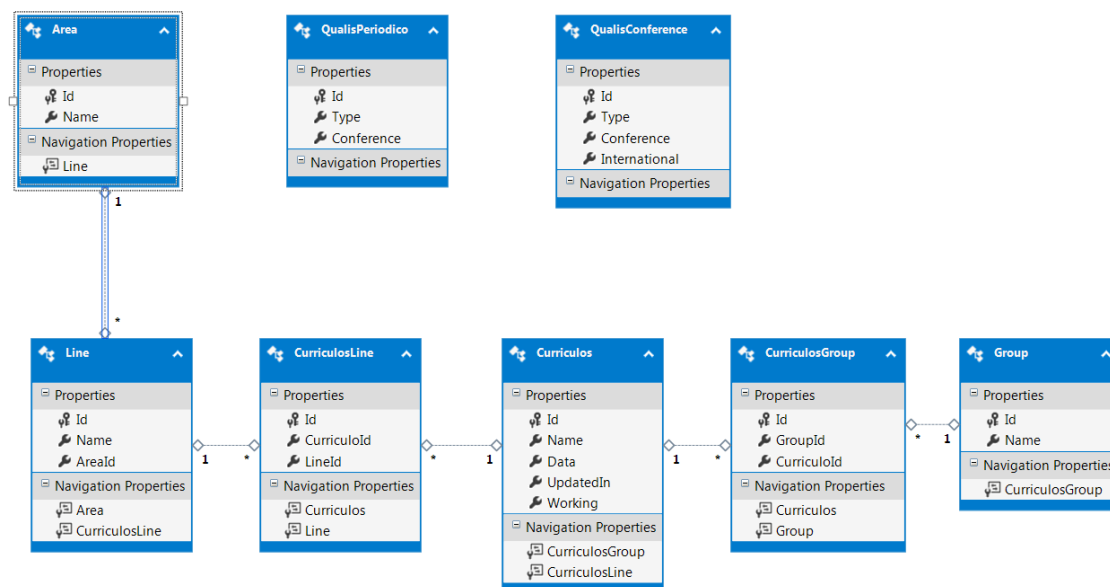 Area
Properties
Id
Name
Navigation Properties
Line
QualisPeriodico
Properties
Id
Type
Conference
Navigation Properties
QualisConference
Properties
Id
Type
Conference
International
Navigation Properties
1
*
Line
Properties
Id
Name
AreaId
Navigation Properties
Area
CurriculosLine
1
*
CurriculosLine
Properties
Id
CurriculoId
LineId
Navigation Properties
Curriculos
Line
*
1
Curriculos
Properties
Id
Name
Data
UpdatedIn
Working
Navigation Properties
CurriculosGroup
CurriculosLine
1
*
CurriculosGroup
Properties
Id
GroupId
CurriculoId
Navigation Properties
Curriculos
Group
*
1
Group
Properties
Id
Name
Navigation Properties
CurriculosGroup